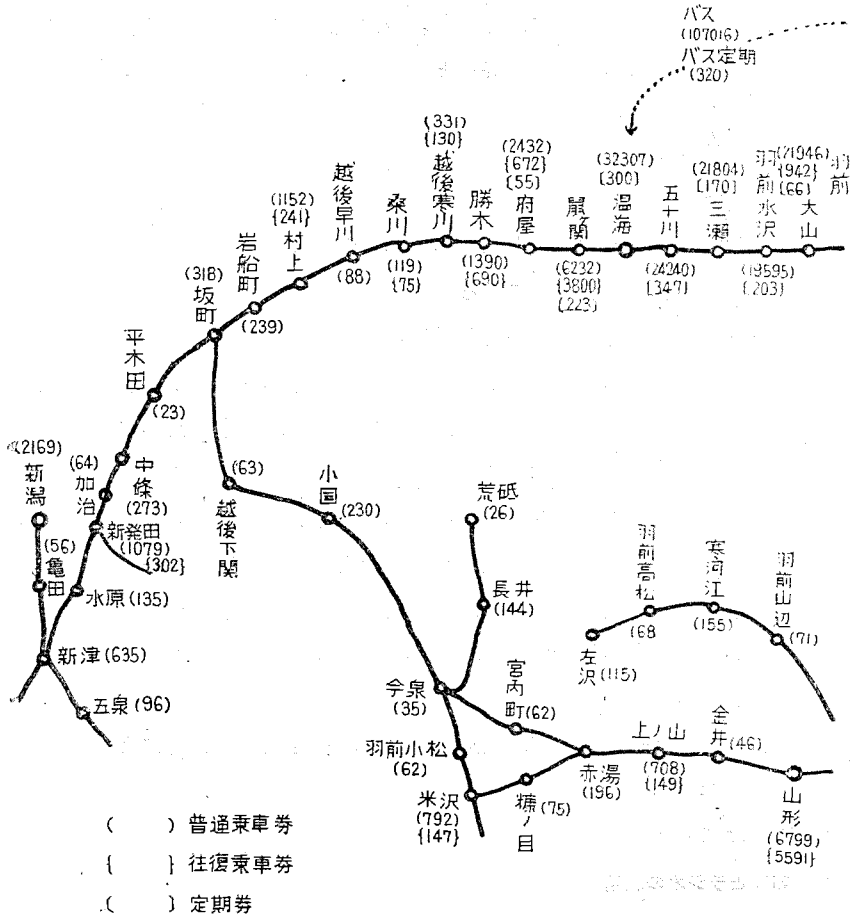 バス
(107016)
バス定期
(320)
(331)
{130}
越後寒川
(2432)
{672}
{55)
府屋
(32307)
{300}
温海
(21804)
{170}
三瀬
羽前水沢
(21946)
{942}
(66)
大山
羽前
(1152)
{241}
村上
越後早川
桑川
勝木
鼠ヶ関
五十川
(318)
坂町
岩船町
(239)
(88)
(119)
{75}
(1390)
{690}
(6232)
{3800}
(223)
(24240)
{347}
(19595)
{203}
平木田
(23)
(2169)
新潟
(64)
加治
中條
(273)
(63)
越後下関
小国
(230)
荒砥
(26)
(56)
亀田
新発田
(1079)
{302}
水原(135)
長井
(144)
羽前高松
(68
寒河江
(155)
羽前山辺
(71)
左沢
(115)
新津(635)
五泉(96)
今泉
(35)
宮内町(62)
羽前小松
(62)
赤湯
(196)
上ノ山
(708)
{149}
金井
(46)
米沢
(792)
{147}
糠ノ目
(75)
山形
(6799)
{5591}
( )普通乗車券
{ }往復乗車券
( )定期券